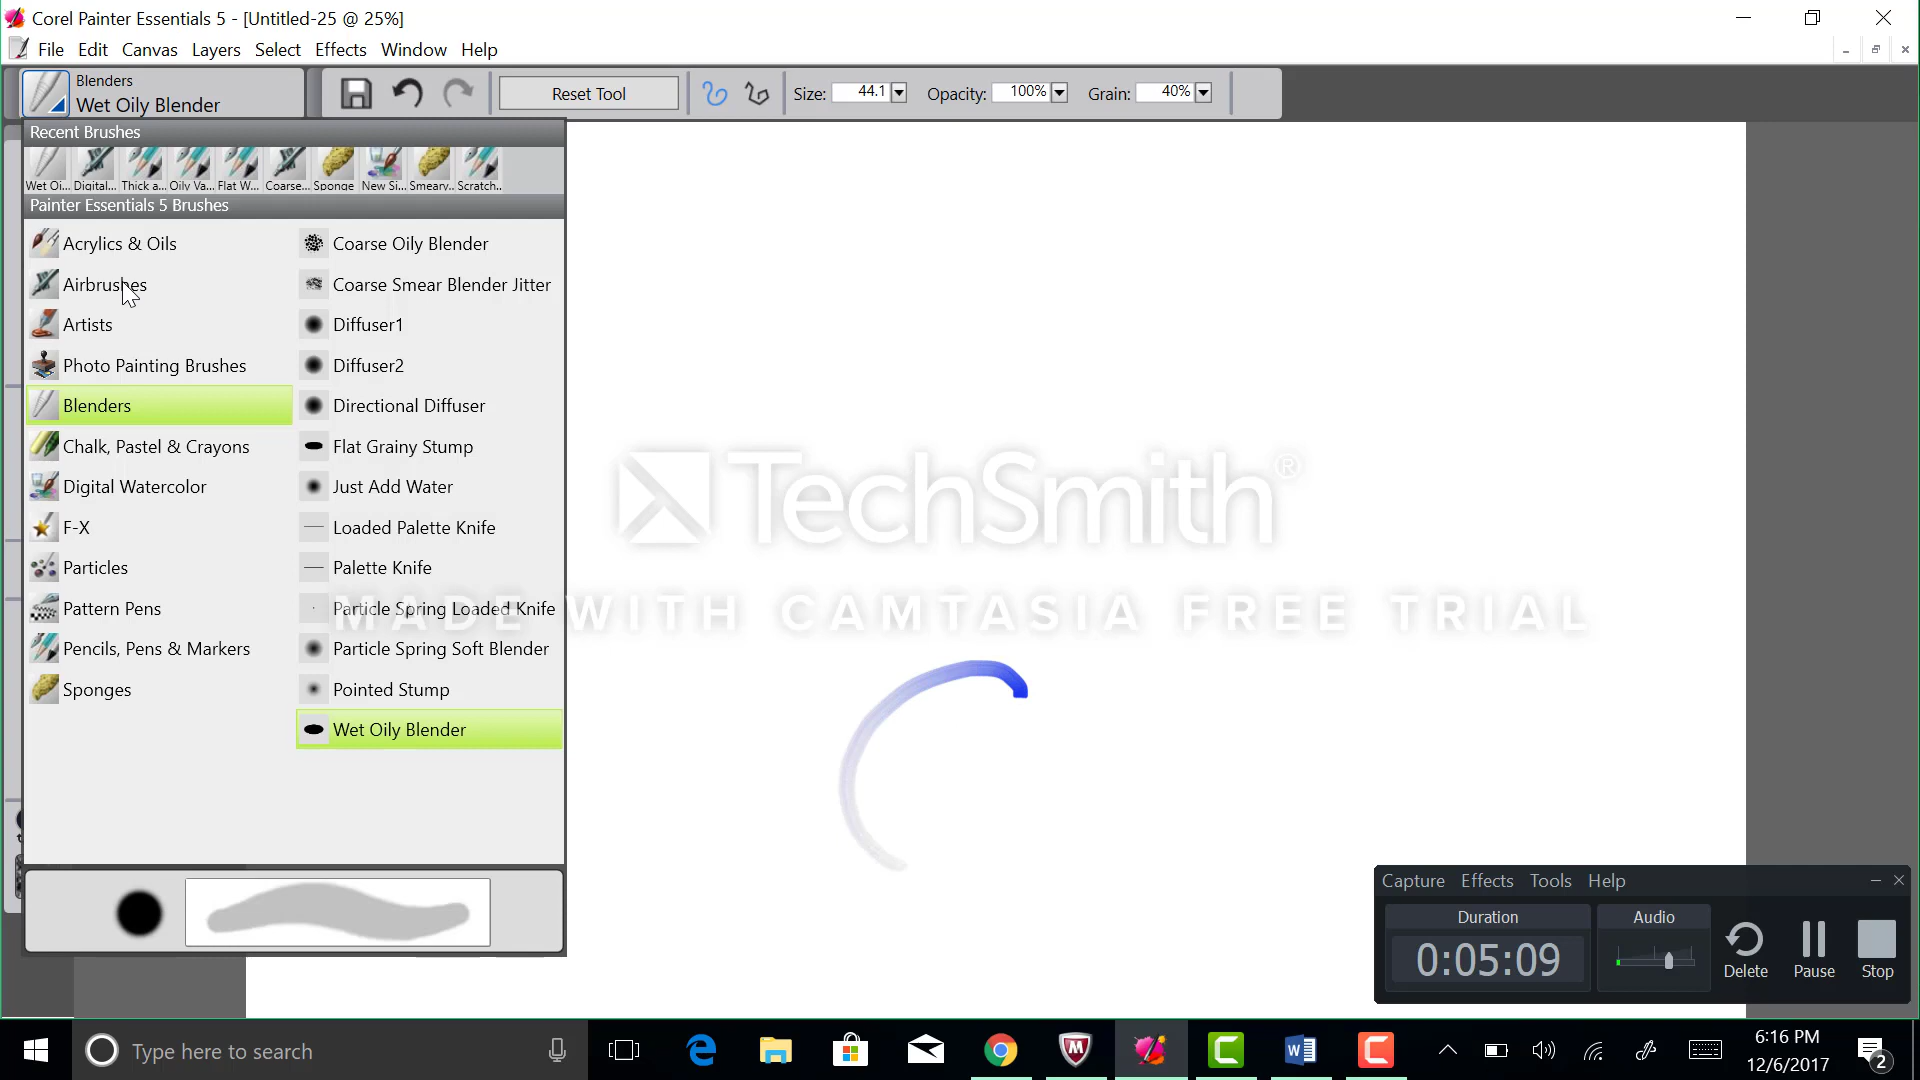 Corel Painter Essentials 5 - [Untitled-25 @ 25%]
File Edit Canvas Layers Select Effects Window Help
Blenders
Wet Oily Blender
Reset Tool
Size: 44.1
Opacity: 100%
Grain: 40%
Recent Brushes
Wet Oi... Digital... Thick a... Oily Va... Flat W... Coarse... Sponge New Si... Smeary.. Scratch..
Painter Essentials 5 Brushes
Acrylics & Oils
Airbrushes
Artists
Photo Painting Brushes
Blenders
Chalk, Pastel & Crayons
Digital Watercolor
F-X
Particles
Pattern Pens
Pencils, Pens & Markers
Sponges
Coarse Oily Blender
Coarse Smear Blender Jitter
Diffuser1
Diffuser2
Directional Diffuser
Flat Grainy Stump
Just Add Water
Loaded Palette Knife
Palette Knife
Particle Spring Loaded Knife
Particle Spring Soft Blender
Pointed Stump
Wet Oily Blender
TechSmith®
MADE WITH CAMTASIA FREE TRIAL
Capture Effects Tools Help
Duration
0:05:09
Audio
Delete
Pause
Stop
Type here to search
6:16 PM
12/6/2017
2